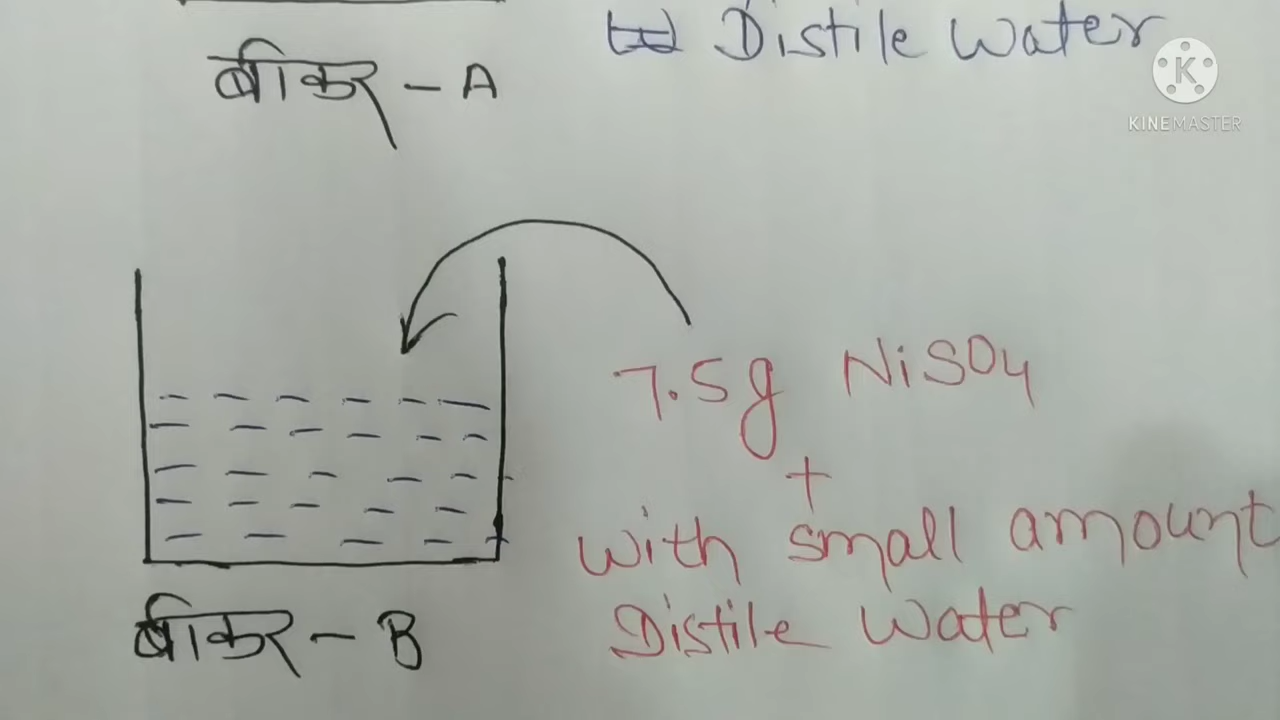 Distile Water
बीकर - A
KINEMASTER
7.5g NiSO4
+
with small amount
Distile Water
बीकर - B